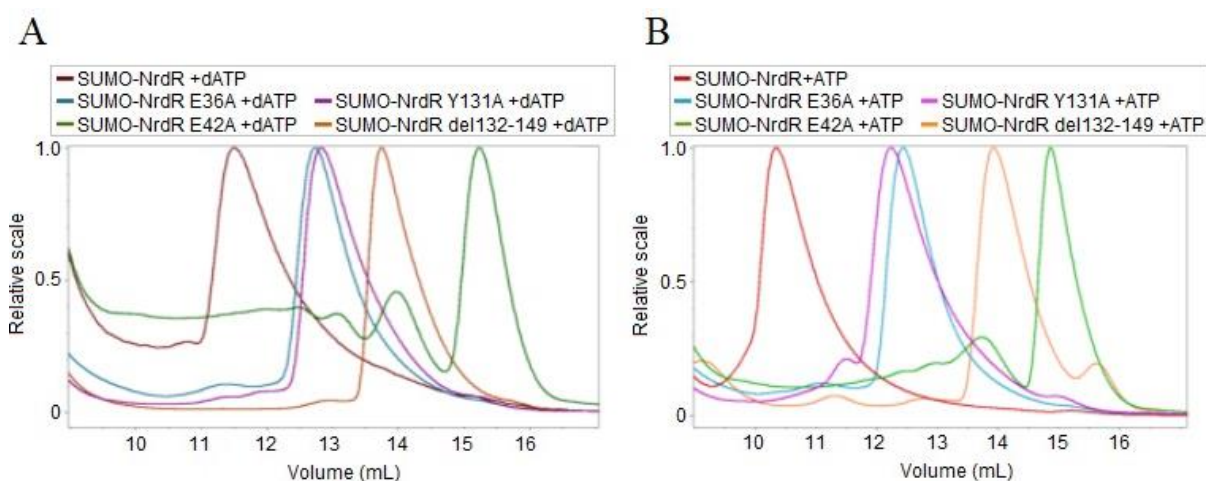 A
SUMO-NrdR +dATP
SUMO-NrdR E36A +dATP SUMO-NrdR Y131A +dATP
SUMO-NrdR E42A +dATP SUMO-NrdR del132-149 +dATP
1.0
0.5
0
Relative scale
10 11 12 13 14 15 16
Volume (mL)
B
SUMO-NrdR+ATP
SUMO-NrdR E36A +ATP SUMO-NrdR Y131A +ATP
SUMO-NrdR E42A +ATP SUMO-NrdR del132-149 +ATP
1.0
0.5
0
Relative scale
10 11 12 13 14 15 16
Volume (mL)